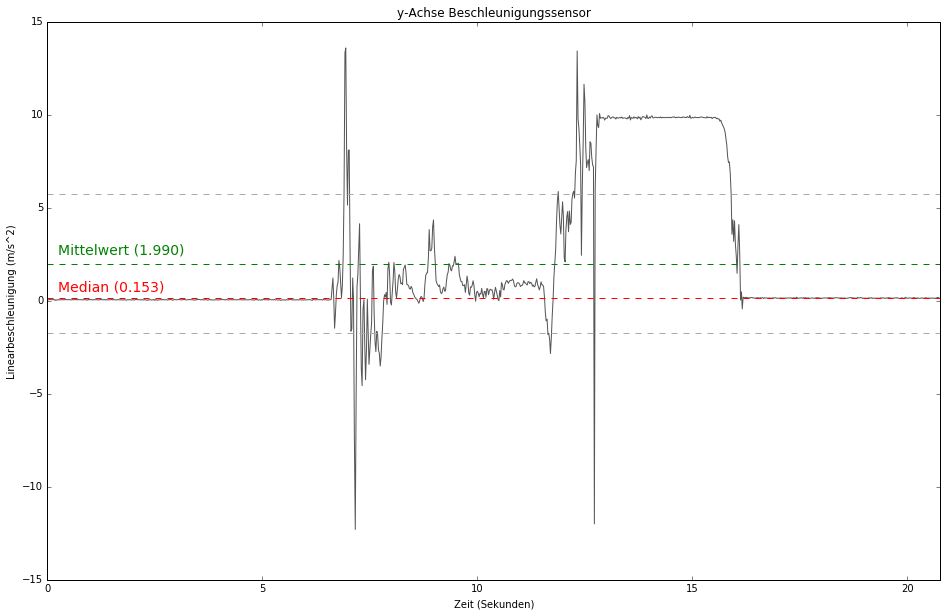 y-Achse Beschleunigungssensor
Linearbeschleunigung (m/s^2)
15
10
5
0
−5
−10
−15
Mittelwert (1.990)
Median (0.153)
0
5
10
15
20
Zeit (Sekunden)